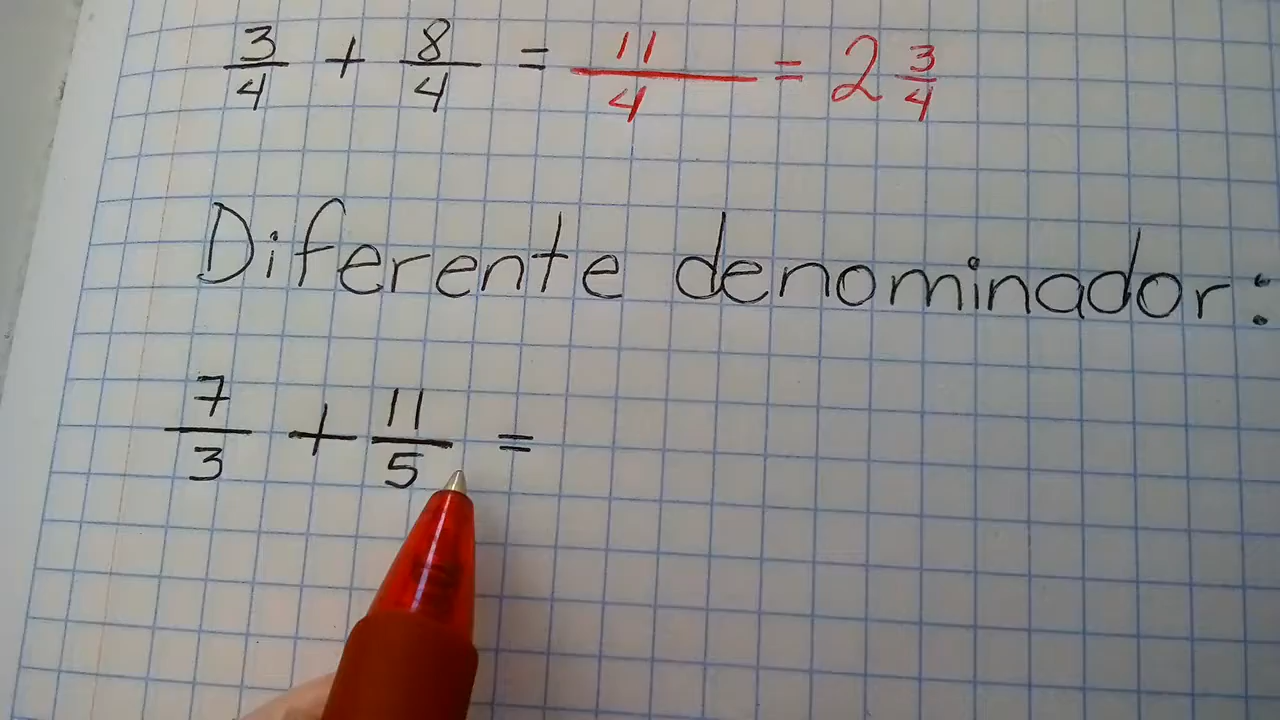 3/4 + 8/4 = 11/4 = 2 3/4
Diferente denominador:
7/3 + 11/5 =